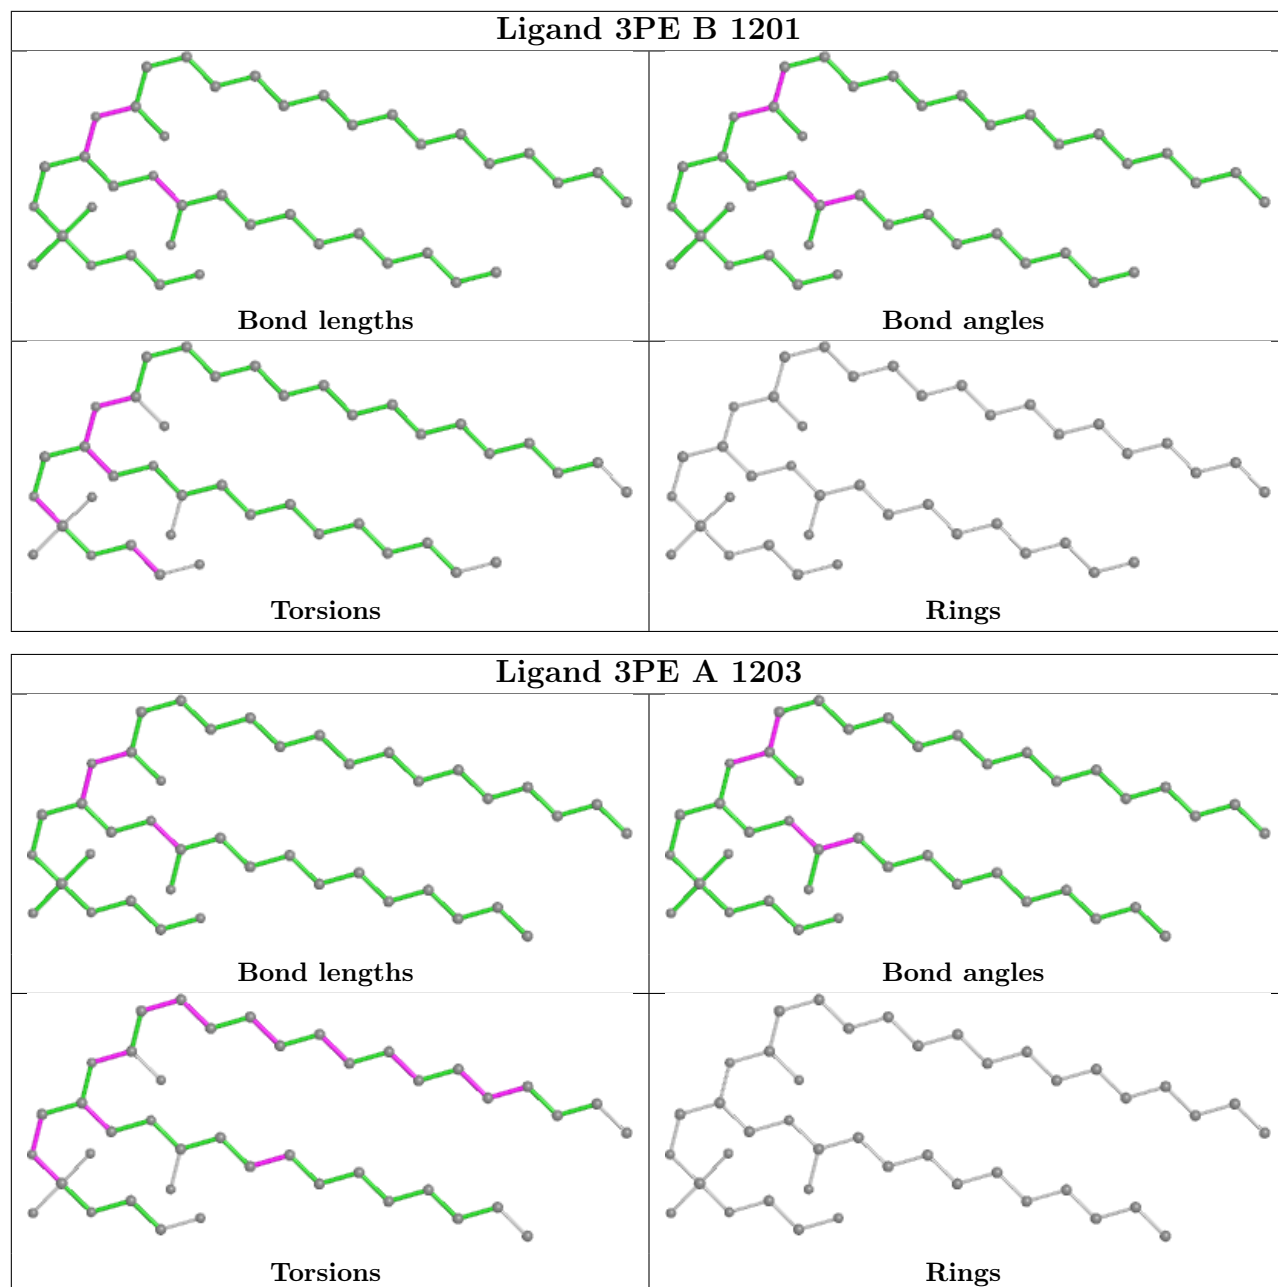 Ligand 3PE B 1201
Bond lengths
Bond angles
Torsions
Rings
Ligand 3PE A 1203
Bond lengths
Bond angles
Torsions
Rings